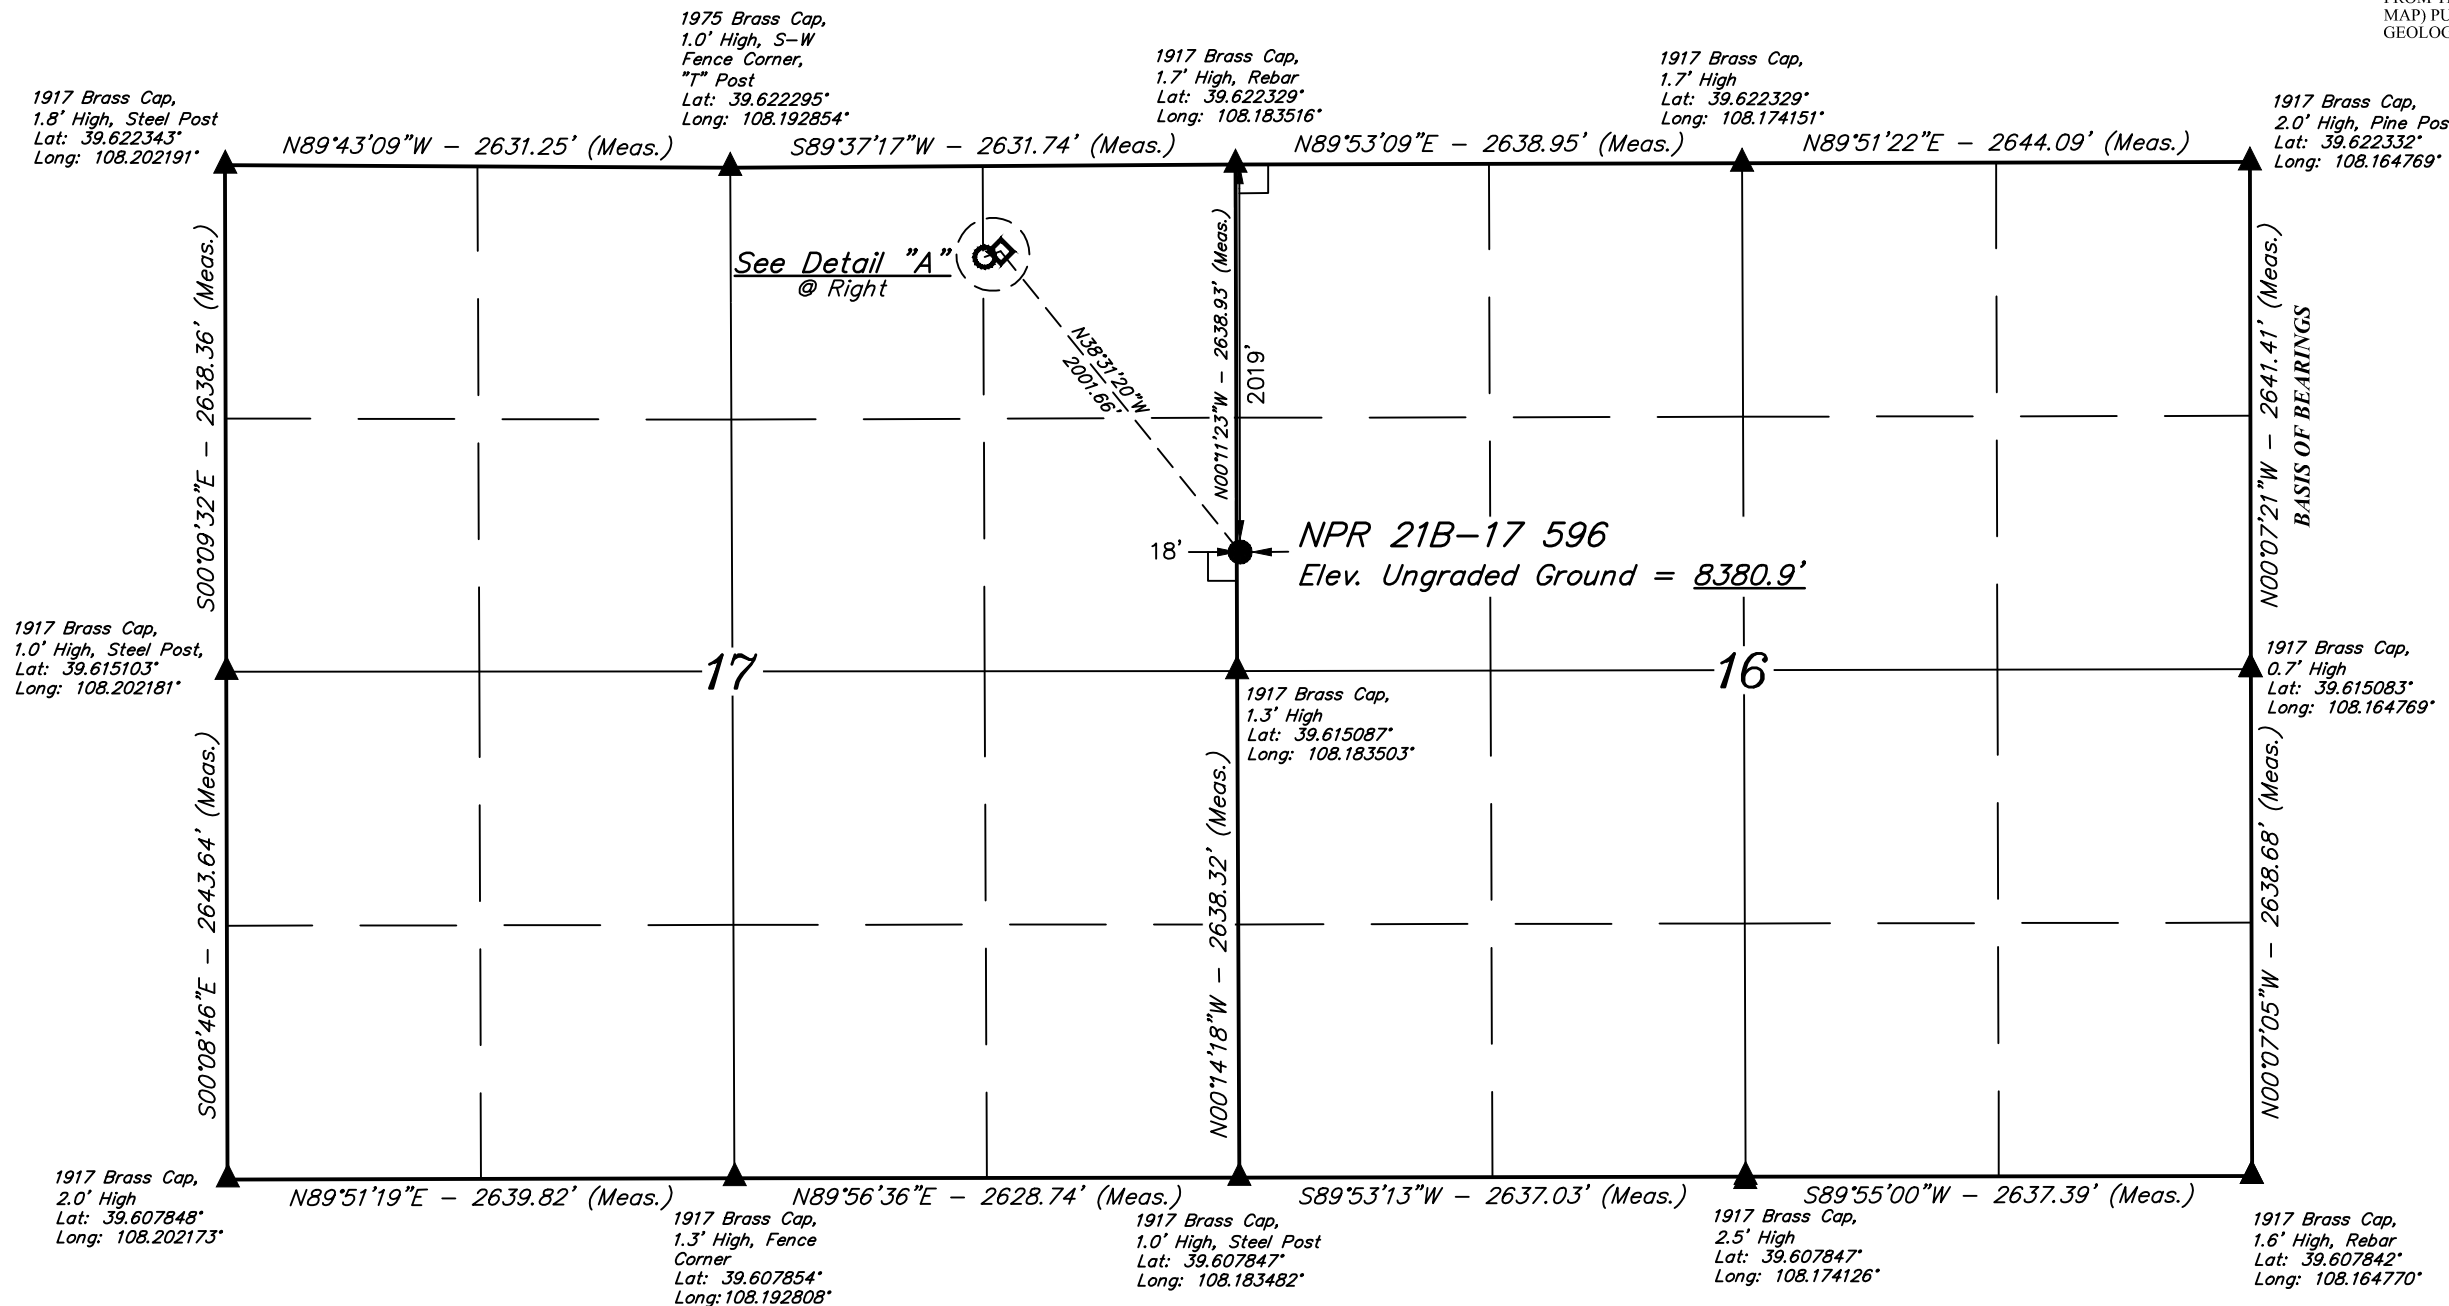 FROM
MAP) PU
GEOLOC
1975 Brass Cap,
1.0' High, S-W
Fence Corner,
"T" Post
Lat: 39.622295°
Long: 108.192854°
1917 Brass Cap,
1.7' High, Rebar
Lat: 39.622329°
Long: 108.183516°
1917 Brass Cap,
1.7' High
Lat: 39.622329°
Long: 108.174151°
1917 Brass Cap,
1.8' High, Steel Post
Lat: 39.622343°
Long: 108.202191°
1917 Brass Cap,
2.0' High, Pine Pos
Lat: 39.622332°
Long: 108.164769°
N89°43'09"W - 2631.25' (Meas.)
S89°37'17"W - 2631.74' (Meas.)
N89°53'09"E - 2638.95' (Meas.)
N89°51'22"E - 2644.09' (Meas.)
S00°09'32"E - 2638.36' (Meas.)
See Detail "A"
@ Right
N38°31'20"W
2001.66'
N00°11'23"W - 2638.93' (Meas.)
2019'
N00°07'21"W - 2641.41' (Meas.)
BASIS OF BEARINGS
18'
NPR 21B-17 596
Elev. Ungraded Ground = 8380.9'
1917 Brass Cap,
1.0' High, Steel Post,
Lat: 39.615103°
Long: 108.202181°
17
16
1917 Brass Cap,
1.3' High
Lat: 39.615087°
Long: 108.183503°
1917 Brass Cap,
0.7' High
Lat: 39.615083°
Long: 108.164769°
S00°08'46"E - 2643.64' (Meas.)
N00°14'18"W - 2638.32' (Meas.)
N00°07'05"W - 2638.68' (Meas.)
N89°51'19"E - 2639.82' (Meas.)
N89°56'36"E - 2628.74' (Meas.)
S89°53'13"W - 2637.03' (Meas.)
S89°55'00"W - 2637.39' (Meas.)
1917 Brass Cap,
2.0' High
Lat: 39.607848°
Long: 108.202173°
1917 Brass Cap,
1.3' High, Fence
Corner
Lat: 39.607854°
Long: 108.192808°
1917 Brass Cap,
1.0' High, Steel Post
Lat: 39.607847°
Long: 108.183482°
1917 Brass Cap,
2.5' High
Lat: 39.607847°
Long: 108.174126°
1917 Brass Cap,
1.6' High, Rebar
Lat: 39.607842°
Long: 108.164770°